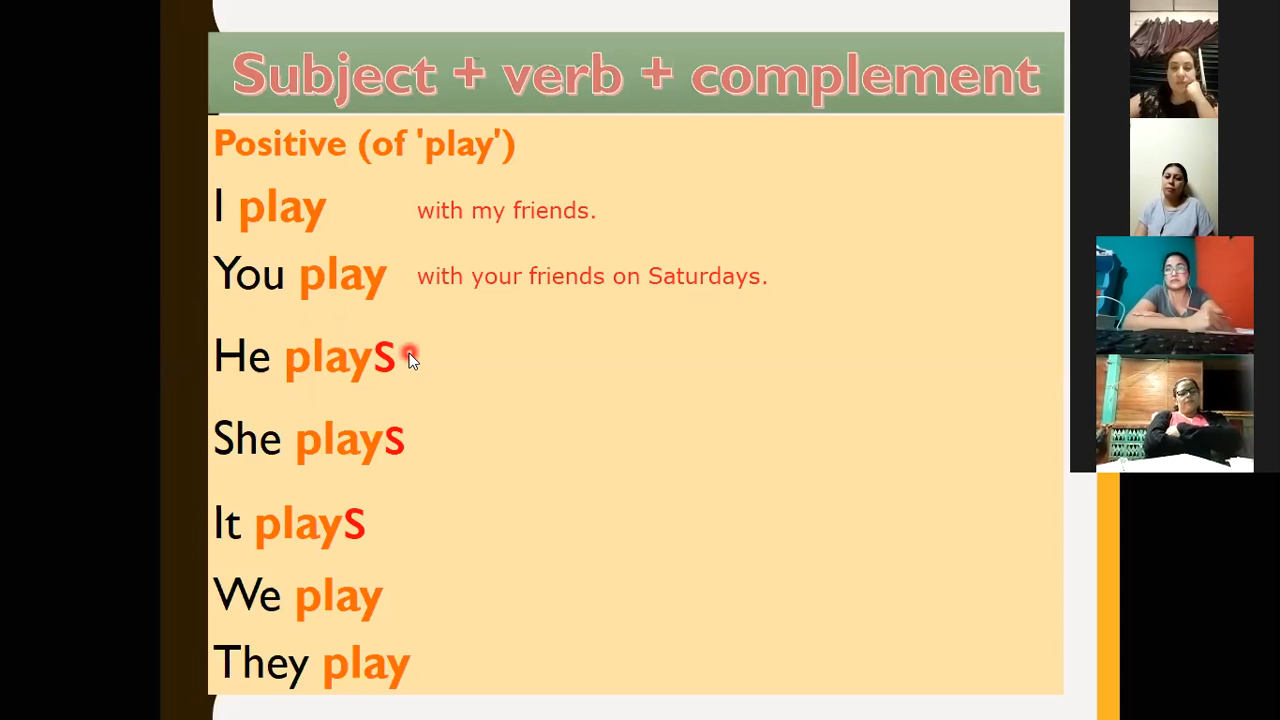 Subject + verb + complement
Positive (of 'play')
I play with my friends.
You play with your friends on Saturdays.
He plays
She plays
It plays
We play
They play